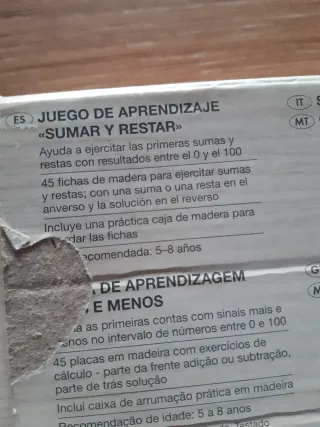 ES JUEGO DE APRENDIZAJE
«SUMAR Y RESTAR»
Ayuda a ejercitar las primeras sumas y
restas con resultados entre el 0 y el 100
45 fichas de madera para ejercitar sumas
y restas; con una suma o una resta en el
anverso y la solución en el reverso
Incluye una práctica caja de madera para
las fichas
5–8 años
IT
MT
DE APRENDIZAGEM
E MENOS
as primeiras contas com sinais mais e
no intervalo de números entre 0 e 100
45 placas em madeira com exercícios de
cálculo - parte da frente adição ou subtração,
parte de trás solução
Inclui caixa de arrumação prática em madeira
Recomendação de idade: 5 a 8 anos